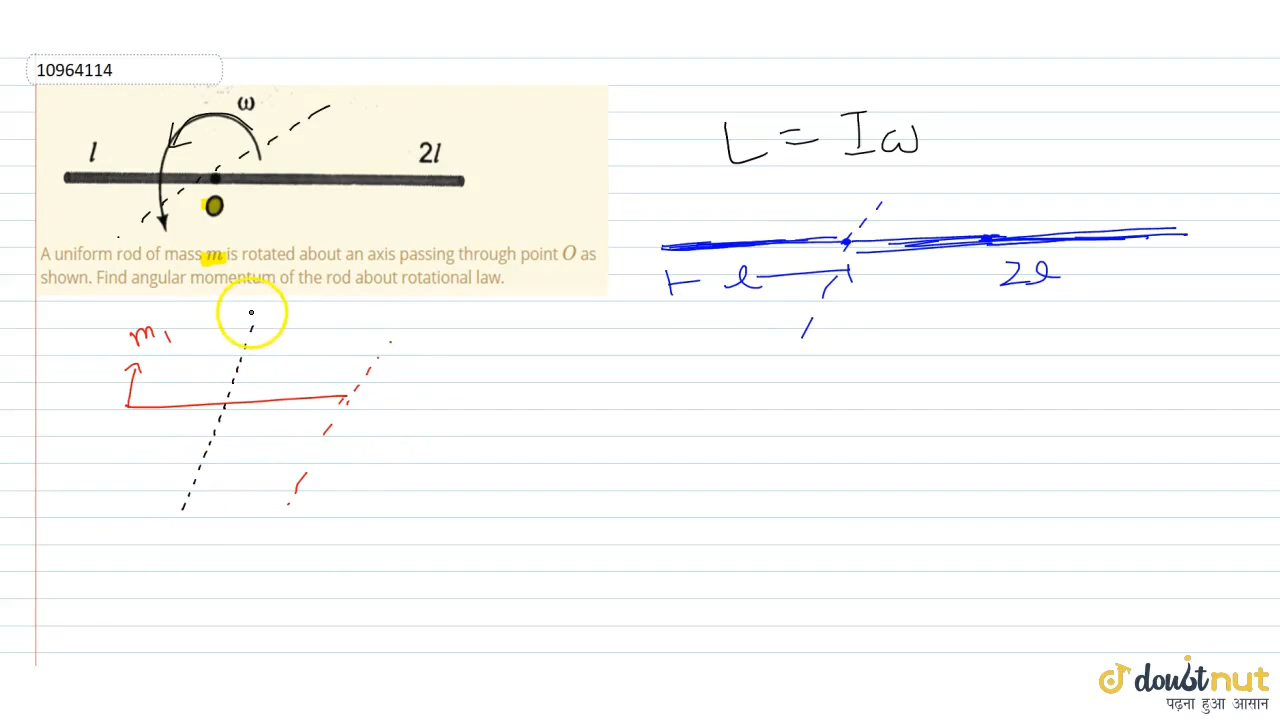 10964114
ω
l
2l
O
A uniform rod of mass m is rotated about an axis passing through point O as
shown. Find angular momentum of the rod about rotational law.
m1
L = Iω
l
2l
doubtnut
पढ़ना हुआ आसान